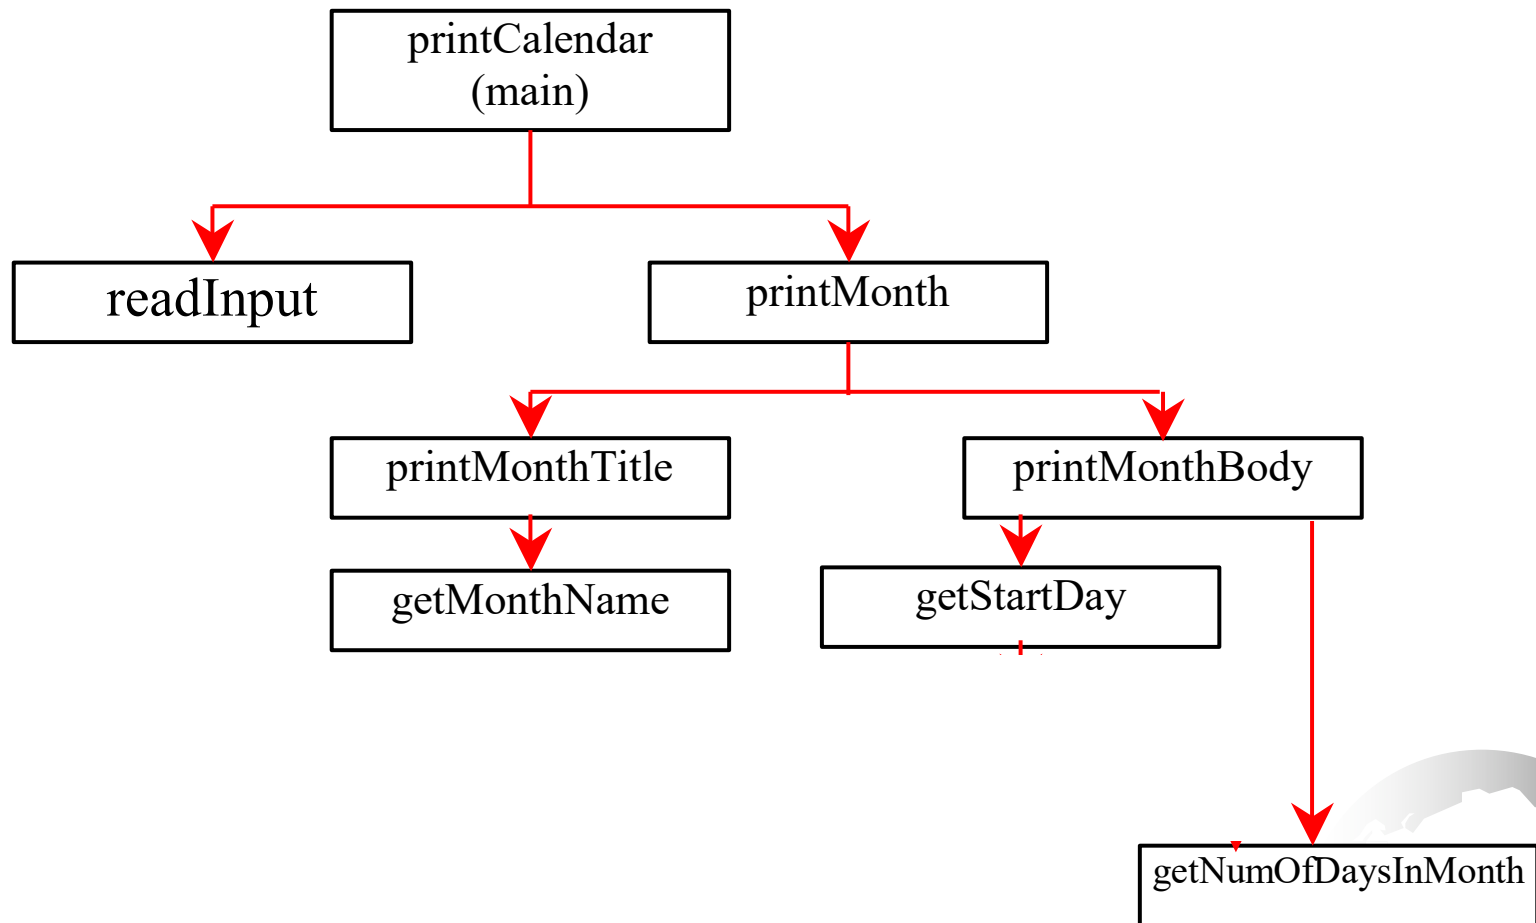 printCalendar
(main)
readInput
printMonth
printMonthTitle
printMonthBody
getMonthName
getStartDay
getNumOfDaysInMonth